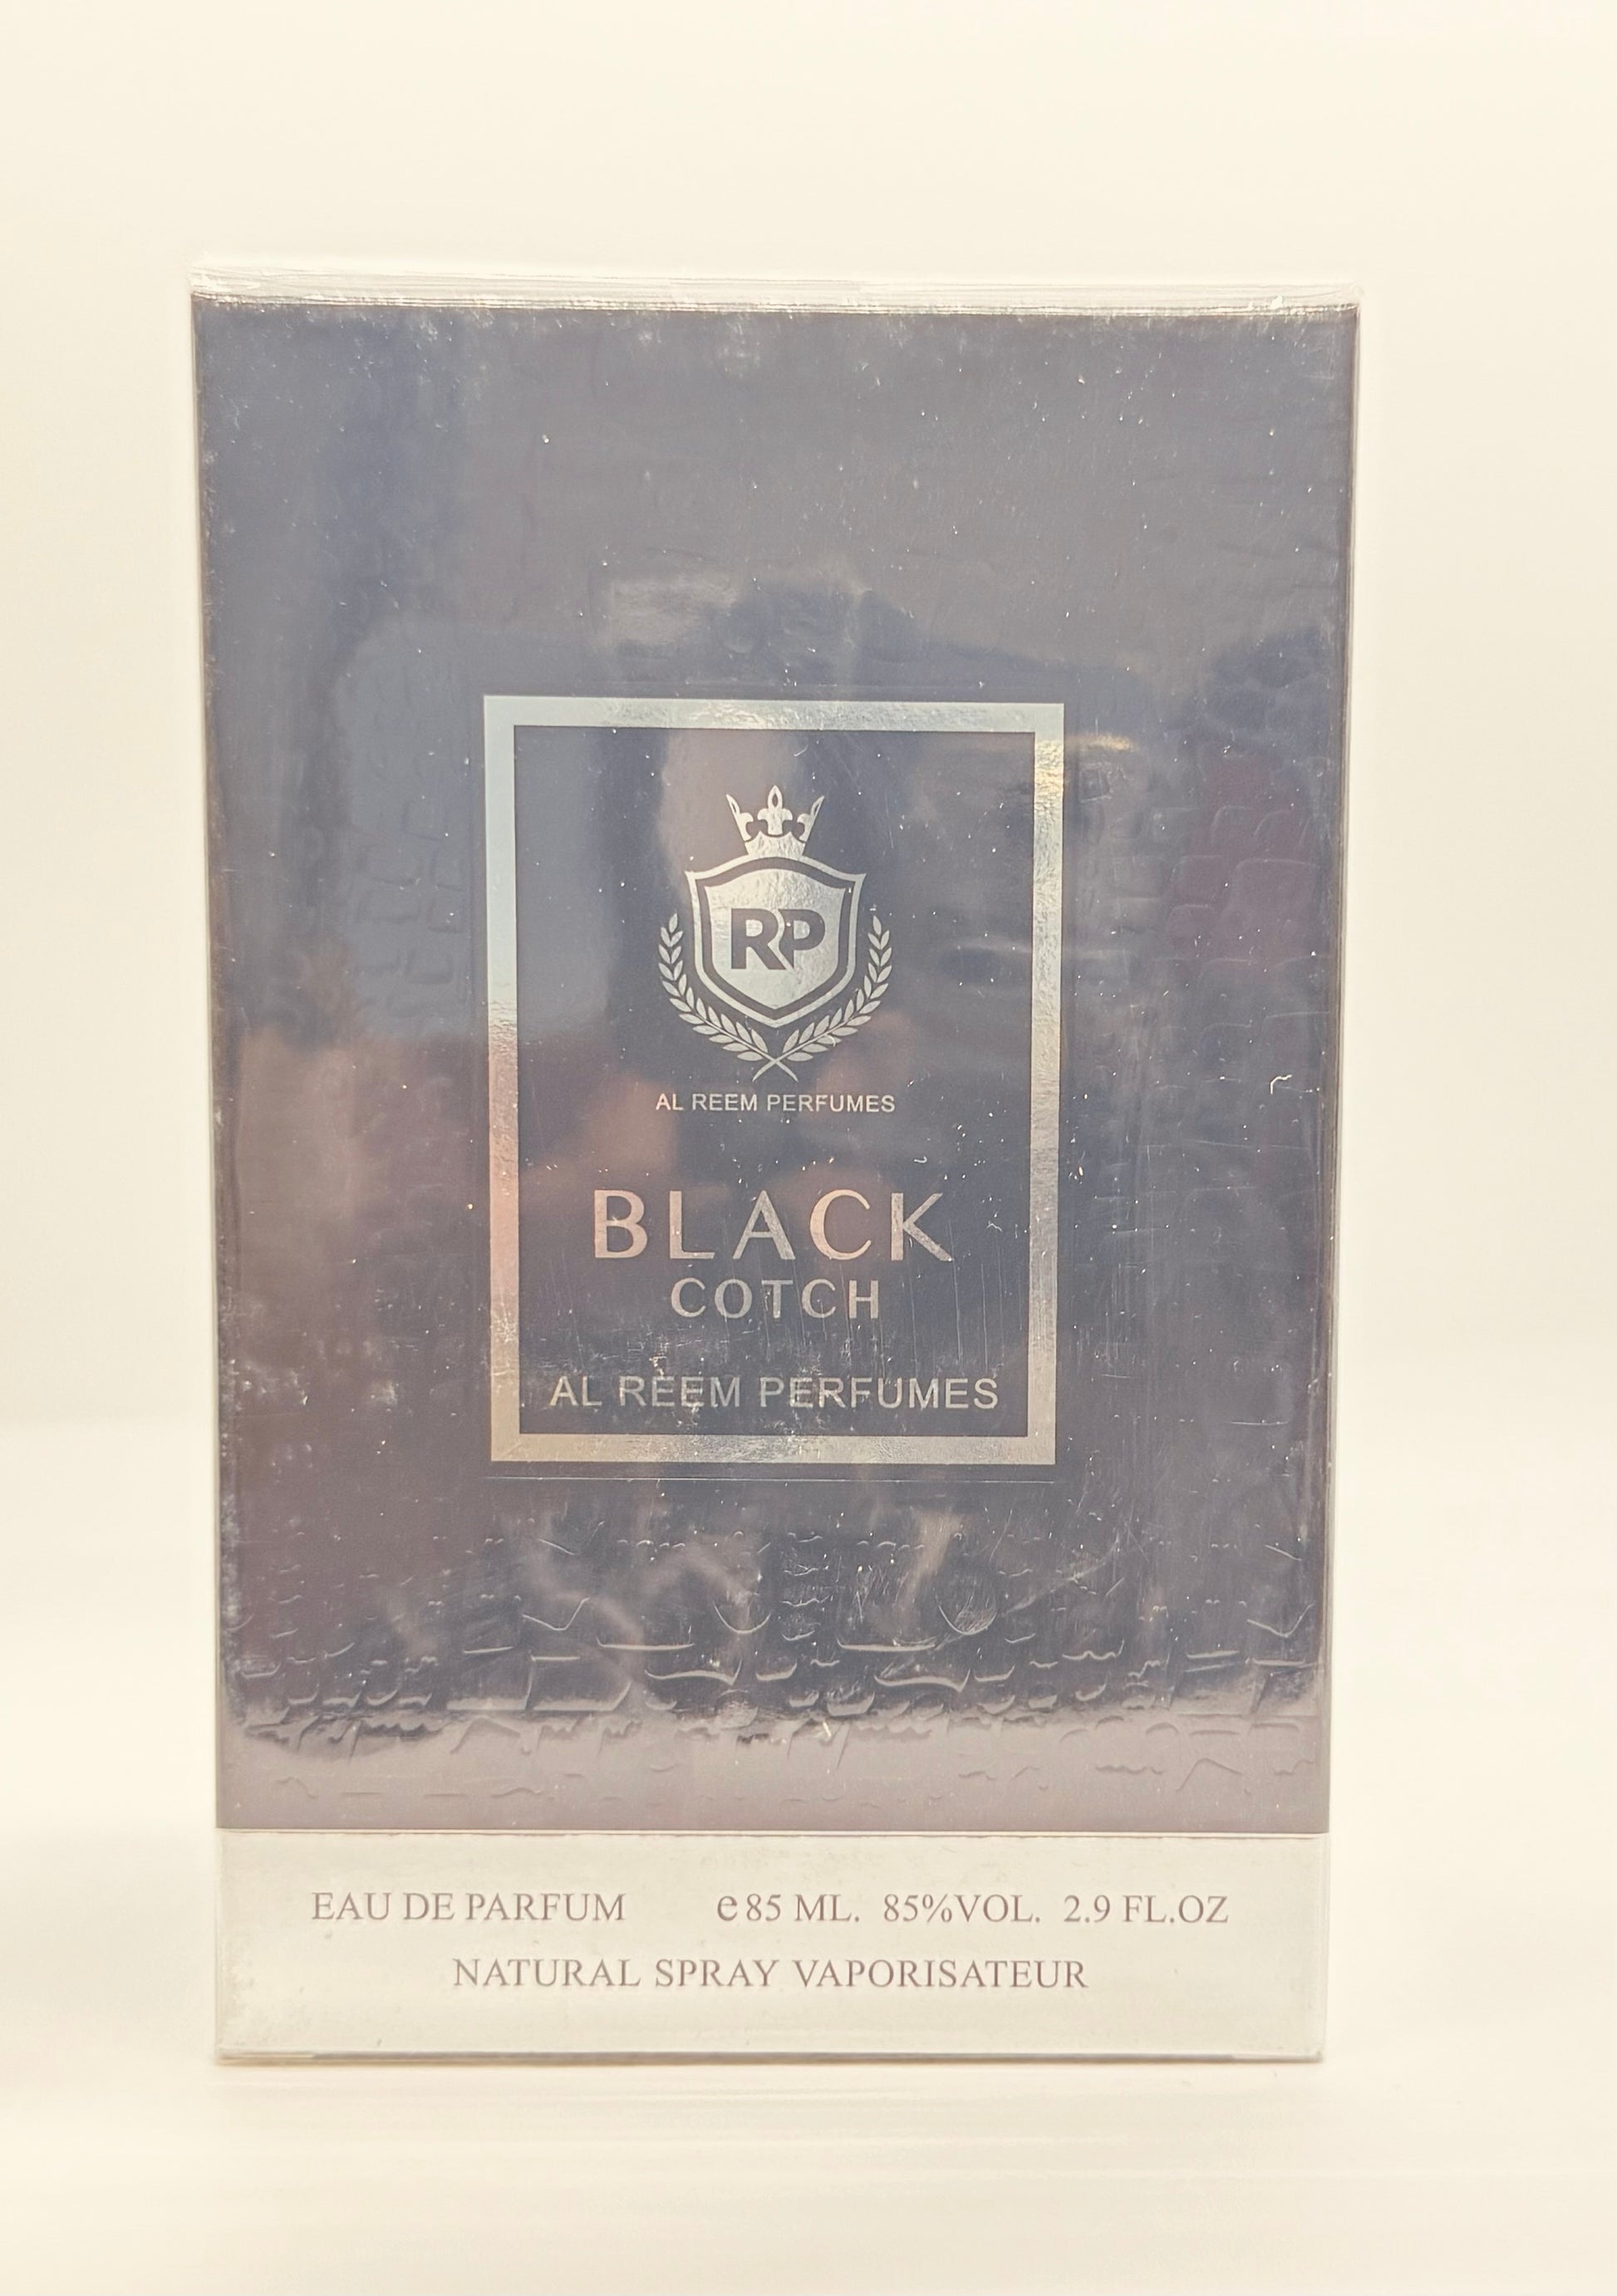 RP
AL REEM PERFUMES
BLACK
COTCH
AL REEM PERFUMES
EAU DE PARFUM e85 ML. 85%VOL. 2.9 FL.OZ
NATURAL SPRAY VAPORISATEUR